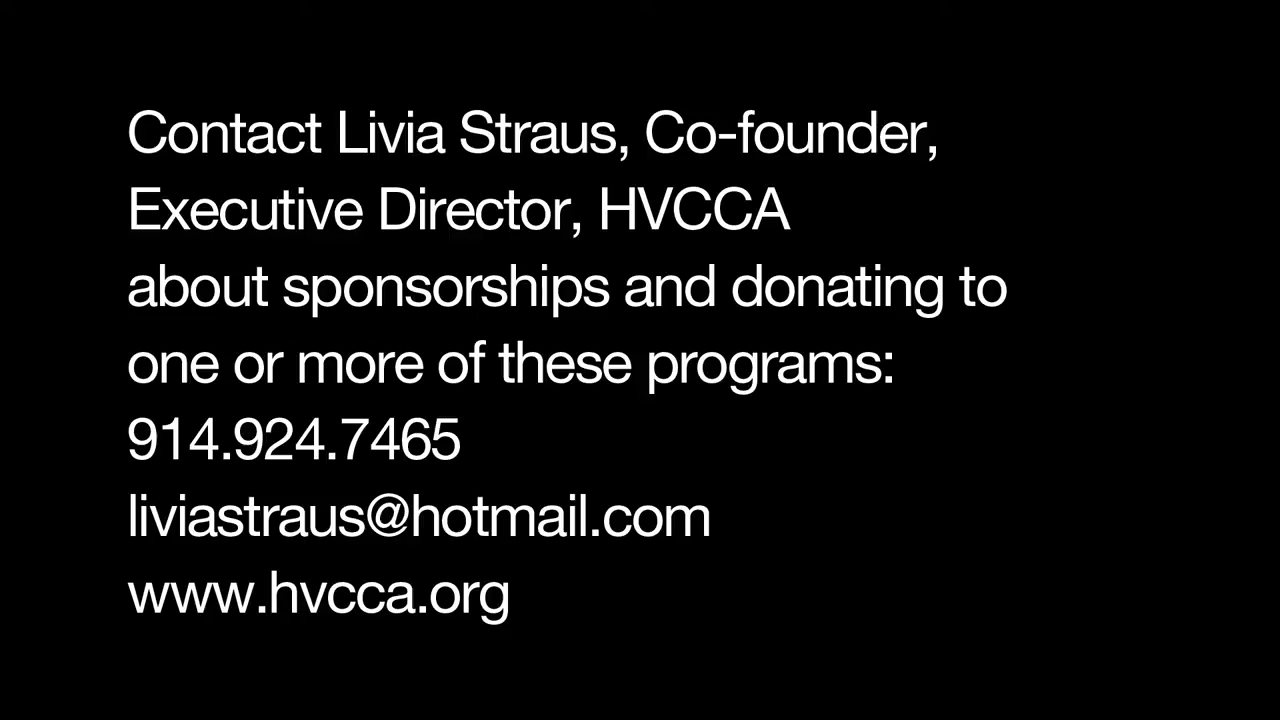 Contact Livia Straus, Co-founder,
Executive Director, HVCCA
about sponsorships and donating to
one or more of these programs:
914.924.7465
liviastraus@hotmail.com
www.hvcca.org